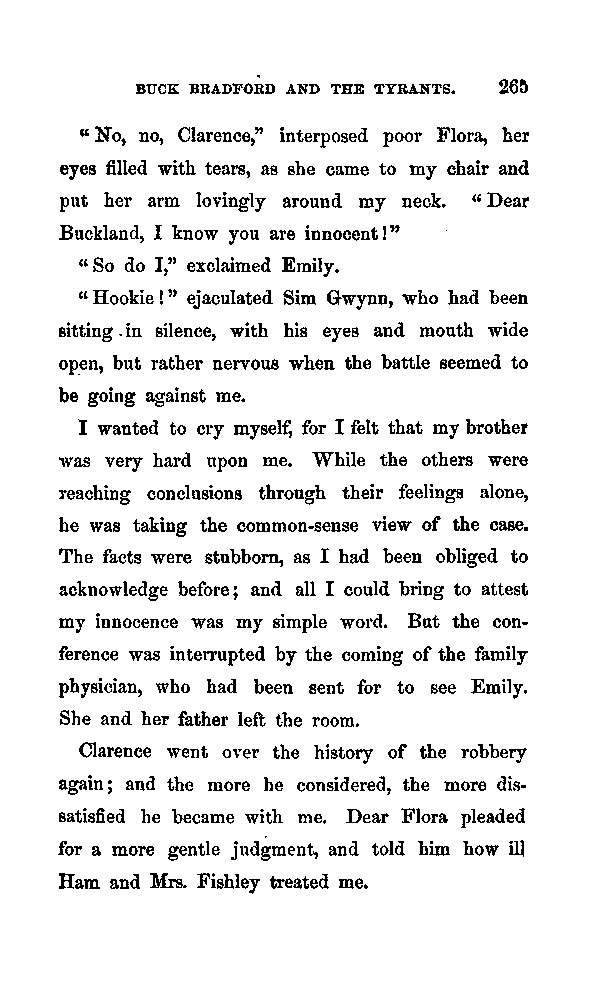 BUCK BRADFORD AND THE TYRANTS. 265
“No, no, Clarence,” interposed poor Flora, her
eyes filled with tears, as she came to my chair and
put her arm lovingly around my neck. “Dear
Buckland, I know you are innocent!”
“So do I,” exclaimed Emily.
“Hookie!” ejaculated Sim Gwynn, who had been
sitting in silence, with his eyes and mouth wide
open, but rather nervous when the battle seemed to
be going against me.
I wanted to cry myself, for I felt that my brother
was very hard upon me. While the others were
reaching conclusions through their feelings alone,
he was taking the common-sense view of the case.
The facts were stubborn, as I had been obliged to
acknowledge before; and all I could bring to attest
my innocence was my simple word. But the con-
ference was interrupted by the coming of the family
physician, who had been sent for to see Emily.
She and her father left the room.
Clarence went over the history of the robbery
again; and the more he considered, the more dis-
satisfied he became with me. Dear Flora pleaded
for a more gentle judgment, and told him how ill
Ham and Mrs. Fishley treated me.